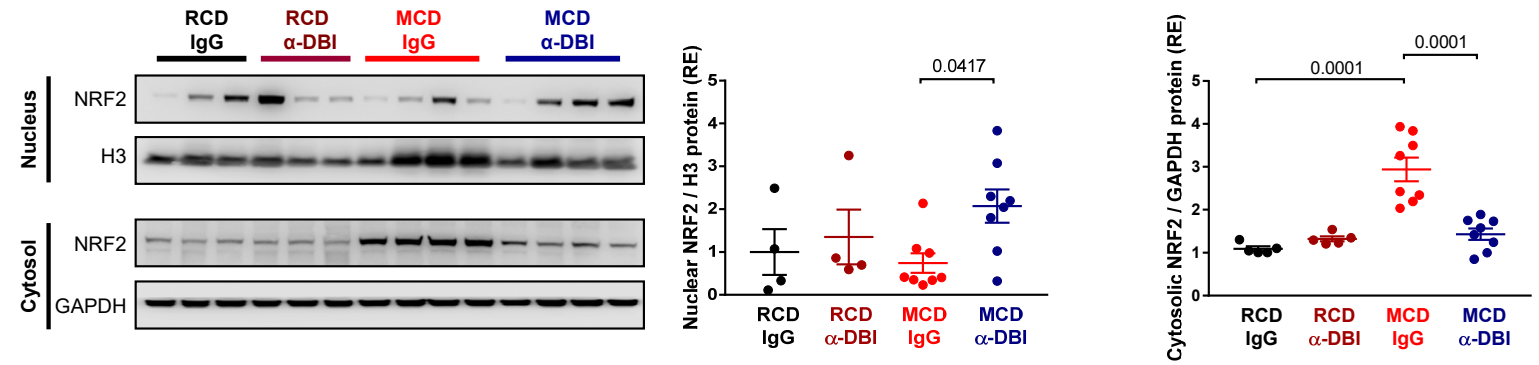 RCD RCD MCD MCD
IgG α-DBI IgG α-DBI
Nucleus
NRF2
H3
Cytosol
NRF2
GAPDH
Nuclear NRF2 / H3 protein (RE)
0.0417
5
4
3
2
1
0
RCD RCD MCD MCD
IgG α-DBI IgG α-DBI
Cytosolic NRF2 / GAPDH protein (RE)
0.0001
0.0001
5
4
3
2
1
0
RCD RCD MCD MCD
IgG α-DBI IgG α-DBI